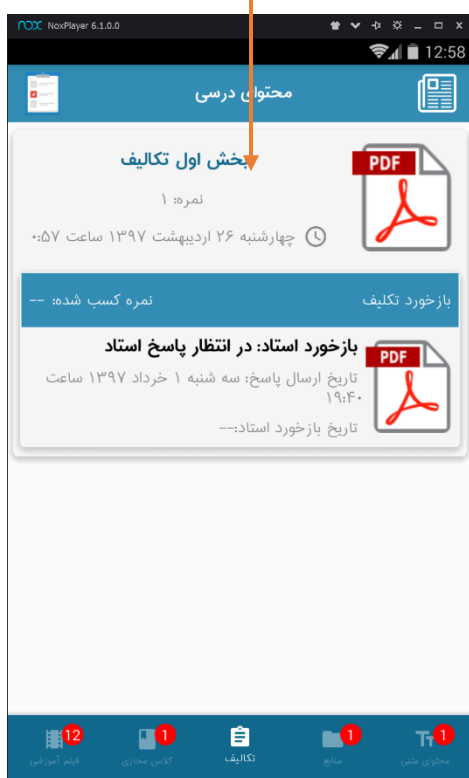 NoxPlayer 6.1.0.0
12:58
محتوای درسی
بخش اول تکالیف
نمره: ۱
چهارشنبه ۲۶ اردیبهشت ۱۳۹۷ ساعت ۰:۵۷
PDF
بازخورد تکلیف
نمره کسب شده: --
بازخورد استاد: در انتظار پاسخ استاد
تاریخ ارسال پاسخ: سه شنبه ۱ خرداد ۱۳۹۷ ساعت
۱۹:۴۰
تاریخ بازخورد استاد:--
PDF
1 محتوای متنی
1 منابع
تکالیف
1 کلاس مجازی
12 فیلم آموزشی